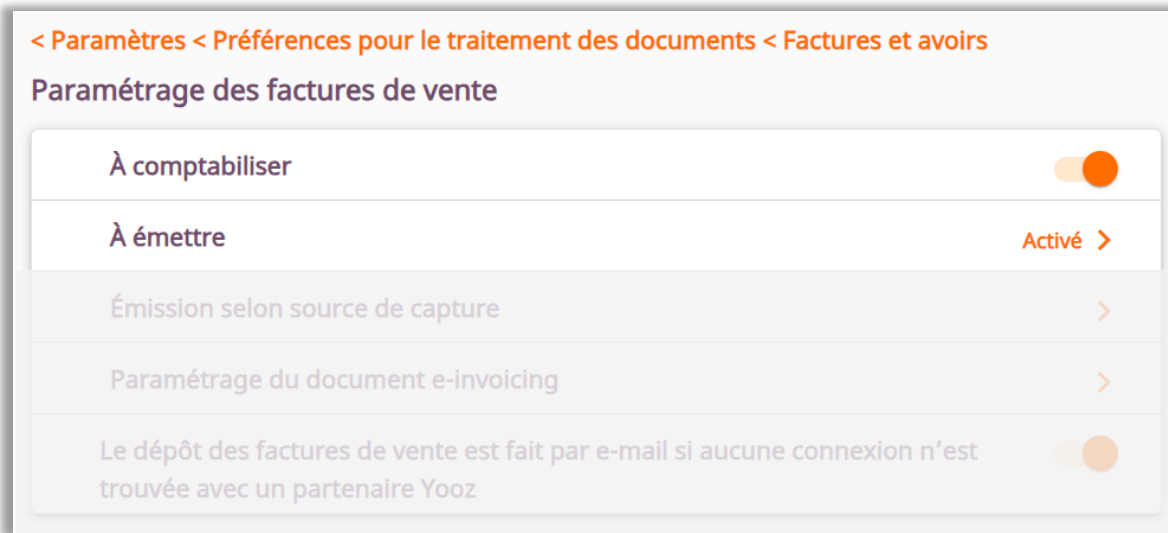 < Paramètres < Préférences pour le traitement des documents < Factures et avoirs
Paramétrage des factures de vente
À comptabiliser
À émettre
Activé >
Émission selon source de capture
>
Paramétrage du document e-invoicing
>
Le dépôt des factures de vente est fait par e-mail si aucune connexion n’est
trouvée avec un partenaire Yooz